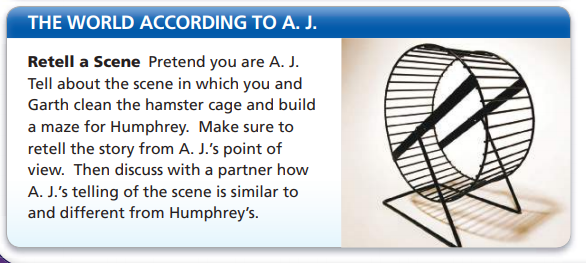 THE WORLD ACCORDING TO A. J.
Retell a Scene Pretend you are A. J.
Tell about the scene in which you and
Garth clean the hamster cage and build
a maze for Humphrey. Make sure to
retell the story from A. J.'s point of
view. Then discuss with a partner how
A. J.'s telling of the scene is similar to
and different from Humphrey's.